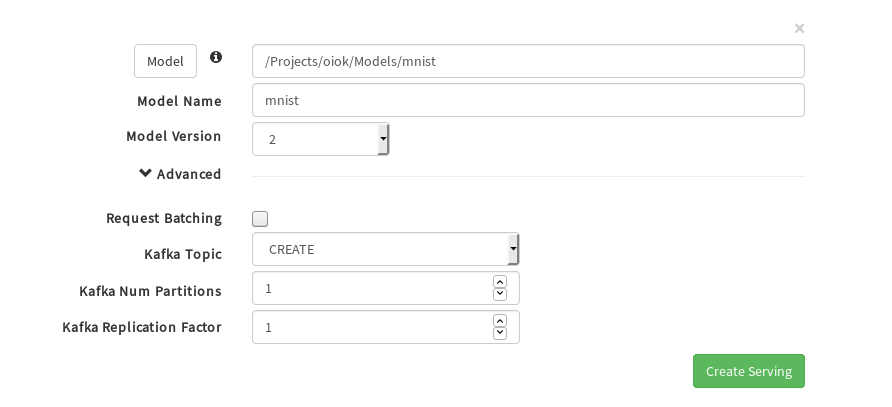 ×
Model /Projects/oiok/Models/mnist
Model Name mnist
Model Version 2
Advanced
Request Batching
Kafka Topic CREATE
Kafka Num Partitions 1
Kafka Replication Factor 1
Create Serving